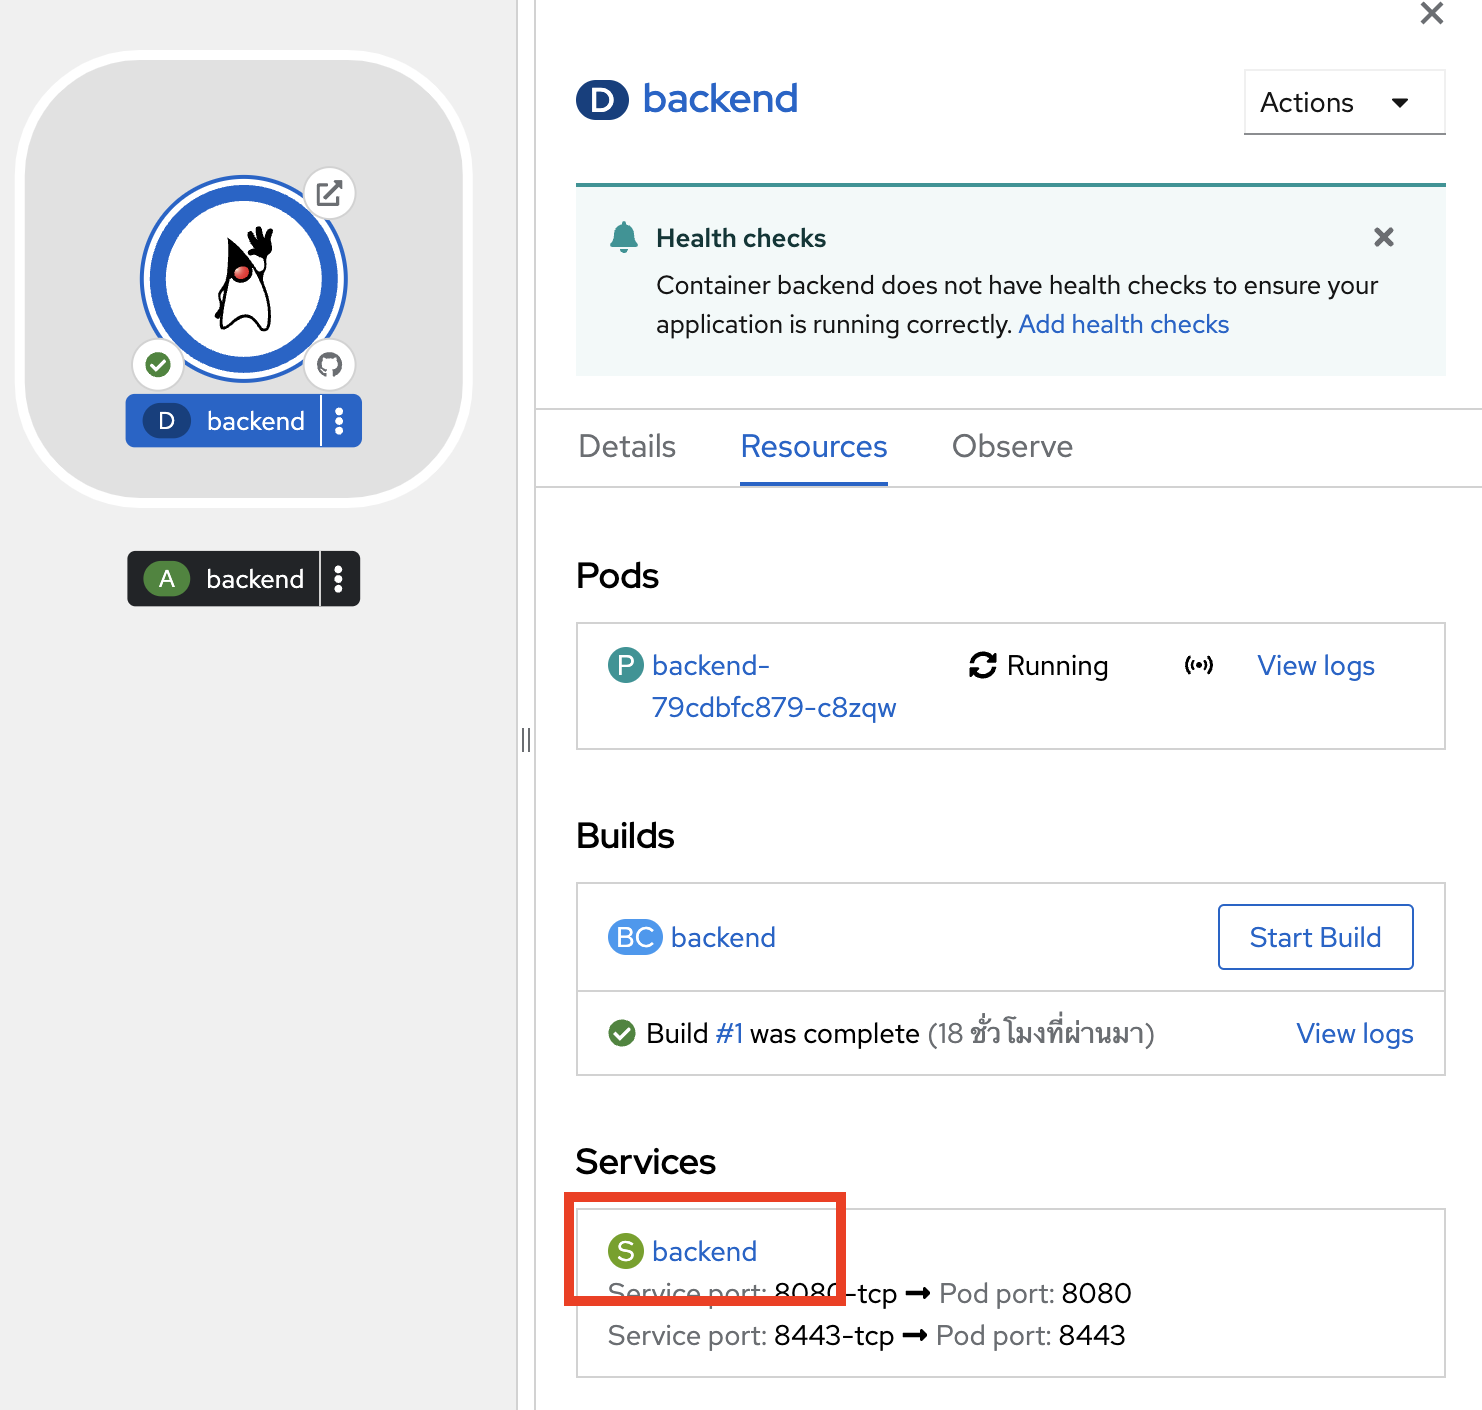 D backend
A backend
D backend
Actions
Health checks
Container backend does not have health checks to ensure your
application is running correctly. Add health checks
Details Resources Observe
Pods
P backend-
79cdbfc879-c8zqw
Running
View logs
Builds
BC backend
Start Build
Build #1 was complete (18 ชั่วโมงที่ผ่านมา)
View logs
Services
S backend
Service port: 8080-tcp → Pod port: 8080
Service port: 8443-tcp → Pod port: 8443